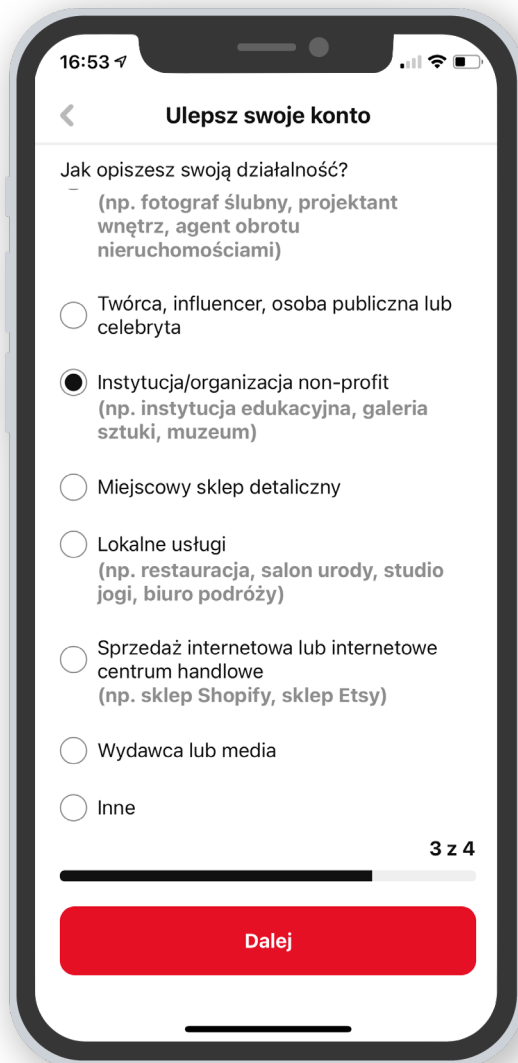 16:53
Ulepsz swoje konto
Jak opiszesz swoją działalność?
(np. fotograf ślubny, projektant
wnętrz, agent obrotu
nieruchomościami)
Twórca, influencer, osoba publiczna lub
celebryta
Instytucja/organizacja non-profit
(np. instytucja edukacyjna, galeria
sztuki, muzeum)
Miejscowy sklep detaliczny
Lokalne usługi
(np. restauracja, salon urody, studio
jogi, biuro podróży)
Sprzedaż internetowa lub internetowe
centrum handlowe
(np. sklep Shopify, sklep Etsy)
Wydawca lub media
Inne
3 z 4
Dalej